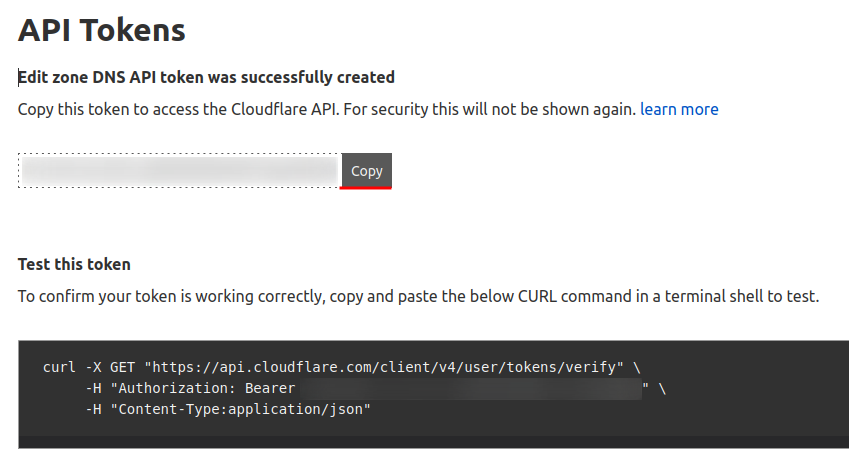 API Tokens
Edit zone DNS API token was successfully created
Copy this token to access the Cloudflare API. For security this will not be shown again. learn more
Copy
Test this token
To confirm your token is working correctly, copy and paste the below CURL command in a terminal shell to test.
curl -X GET "https://api.cloudflare.com/client/v4/user/tokens/verify" \
-H "Authorization: Bearer " \
-H "Content-Type:application/json"